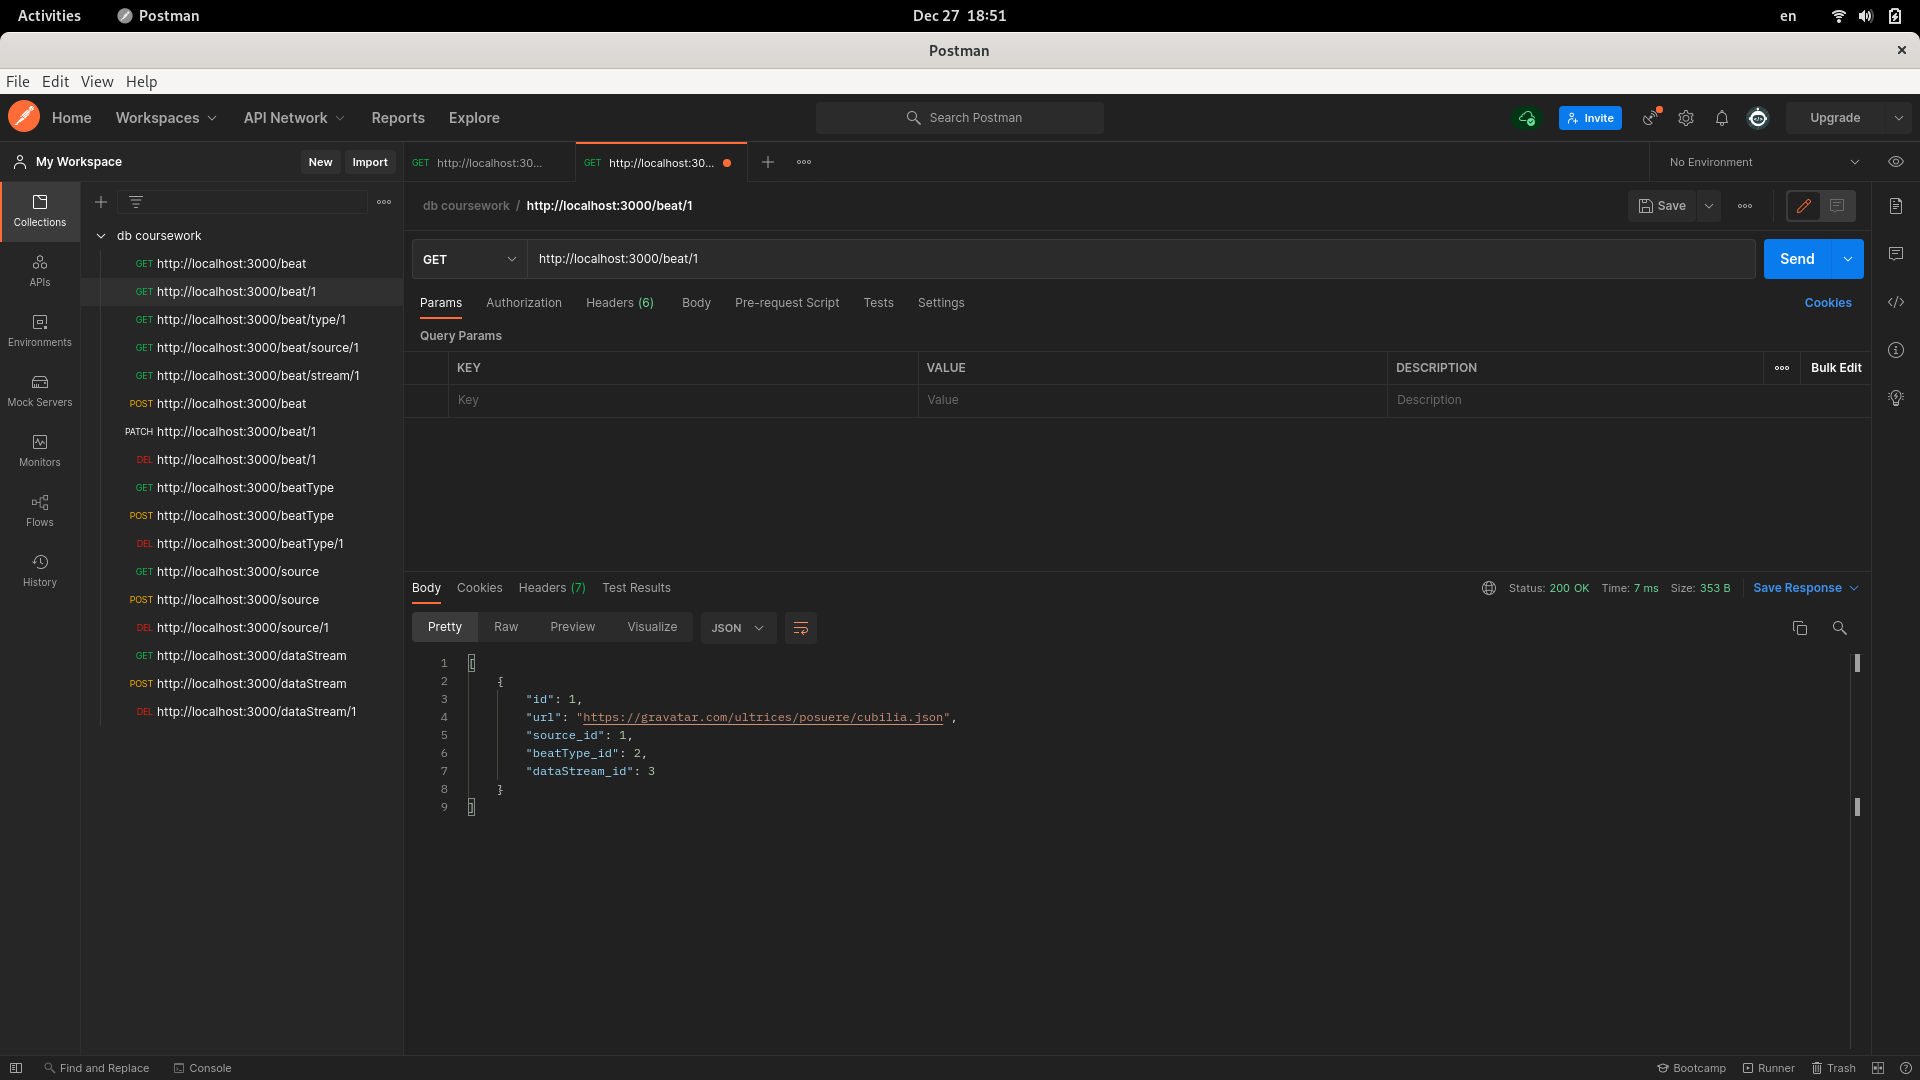 Activities Postman Dec 27 18:51 en
Postman
File Edit View Help
Home Workspaces API Network Reports Explore Search Postman Invite Upgrade
My Workspace New Import GET http://localhost:30... GET http://localhost:30... No Environment
db coursework / http://localhost:3000/beat/1 Save
GET http://localhost:3000/beat/1 Send
Params Authorization Headers (6) Body Pre-request Script Tests Settings Cookies
Query Params
KEY VALUE DESCRIPTION Bulk Edit
Key Value Description
Collections
APIs
Environments
Mock Servers
Monitors
Flows
History
db coursework
GET http://localhost:3000/beat
GET http://localhost:3000/beat/1
GET http://localhost:3000/beat/type/1
GET http://localhost:3000/beat/source/1
GET http://localhost:3000/beat/stream/1
POST http://localhost:3000/beat
PATCH http://localhost:3000/beat/1
DEL http://localhost:3000/beat/1
GET http://localhost:3000/beatType
POST http://localhost:3000/beatType
DEL http://localhost:3000/beatType/1
GET http://localhost:3000/source
POST http://localhost:3000/source
DEL http://localhost:3000/source/1
GET http://localhost:3000/dataStream
POST http://localhost:3000/dataStream
DEL http://localhost:3000/dataStream/1
Body Cookies Headers (7) Test Results Status: 200 OK Time: 7 ms Size: 353 B Save Response
Pretty Raw Preview Visualize JSON
1 [
2 {
3 "id": 1,
4 "url": "https://gravatar.com/ultrices/posuere/cubilia.json",
5 "source_id": 1,
6 "beatType_id": 2,
7 "dataStream_id": 3
8 }
9 ]
Find and Replace Console Bootcamp Runner Trash